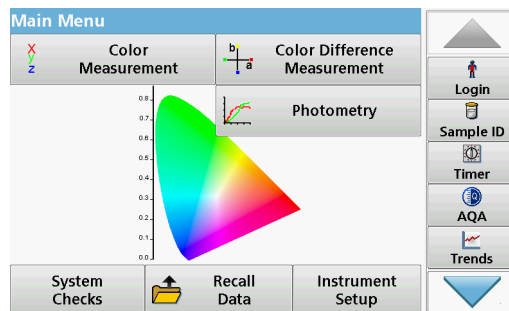 Main Menu
X
Y
Z
Color
Measurement
b
a
Color Difference
Measurement
Photometry
0.8
0.7
0.6
0.5
0.4
0.3
0.2
0.1
0.0
System
Checks
Recall
Data
Instrument
Setup
Login
Sample ID
Timer
AQA
Trends